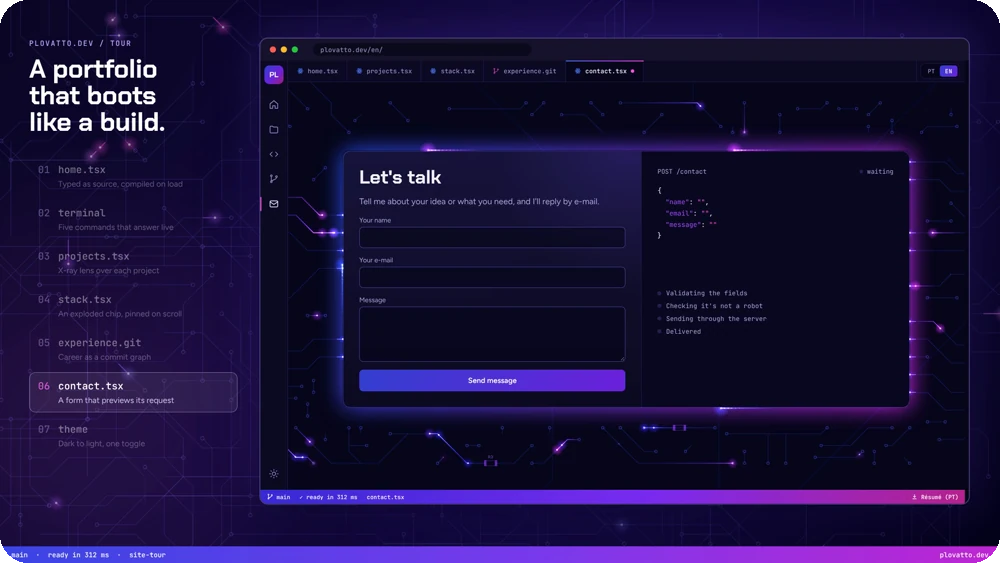 PLOVATTO.DEV / TOUR
A portfolio
that boots
like a build.
01 home.tsx
Typed as source, compiled on load
02 terminal
Five commands that answer live
03 projects.tsx
X-ray lens over each project
04 stack.tsx
An exploded chip, pinned on scroll
05 experience.git
Career as a commit graph
06 contact.tsx
A form that previews its request
07 theme
Dark to light, one toggle
plovatto.dev/en/
PL
home.tsx
projects.tsx
stack.tsx
experience.git
contact.tsx
PT EN
Let's talk
Tell me about your idea or what you need, and I'll reply by e-mail.
Your name
Your e-mail
Message
Send message
POST /contact
waiting
{
"name": "",
"email": "",
"message": ""
}
Validating the fields
Checking it's not a robot
Sending through the server
Delivered
main ✓ ready in 312 ms contact.tsx
Résumé (PT)
main · ready in 312 ms · site-tour
plovatto.dev